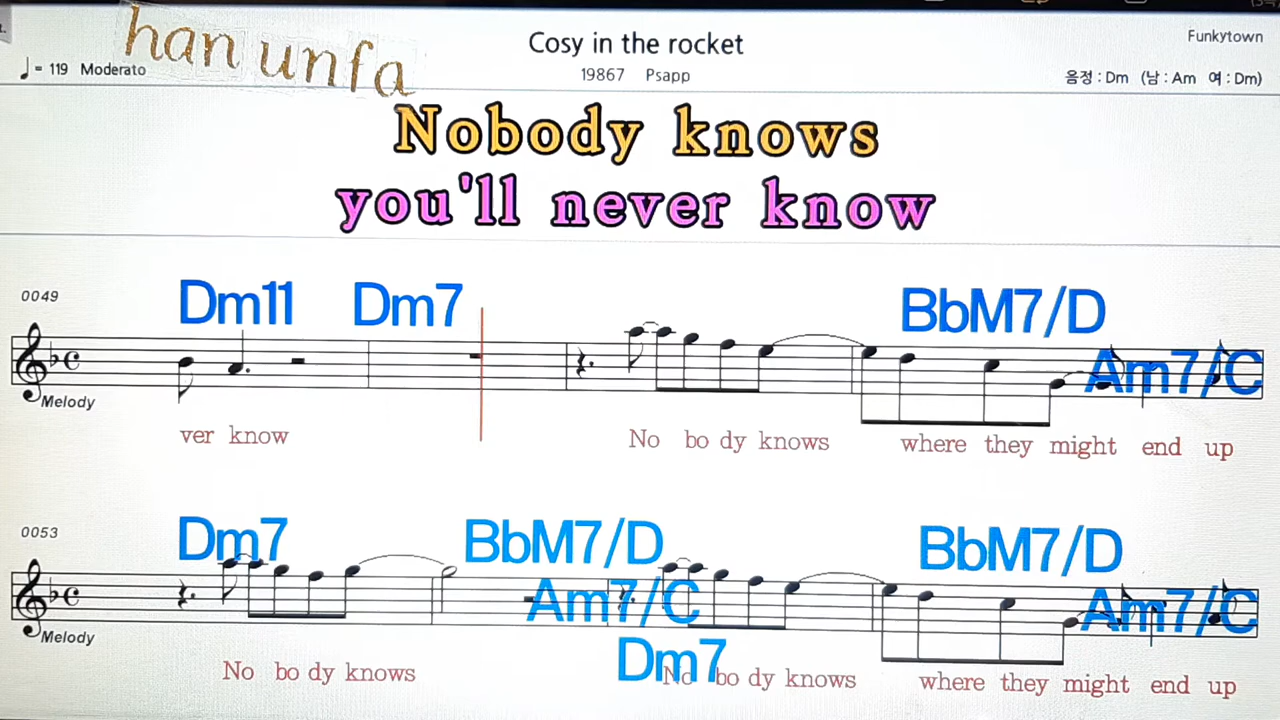 han unfa
Cosy in the rocket
Funkytown
♩= 119 Moderato
19867 Psapp
음정 : Dm (남 : Am 여 : Dm)
Nobody knows
you'll never know
0049
Dm11 Dm7 BbM7/D
Am7/C
Melody
ver know No bo dy knows where they might end up
0053
Dm7 BbM7/D BbM7/D
Am7/C Am7/C
Melody
Dm7
No bo dy knows No bo dy knows where they might end up